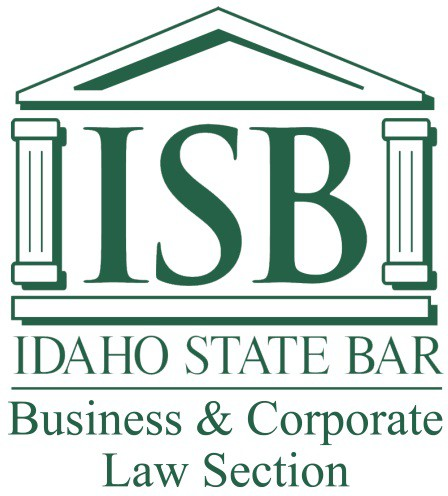 ISB
IDAHO STATE BAR
Business & Corporate
Law Section